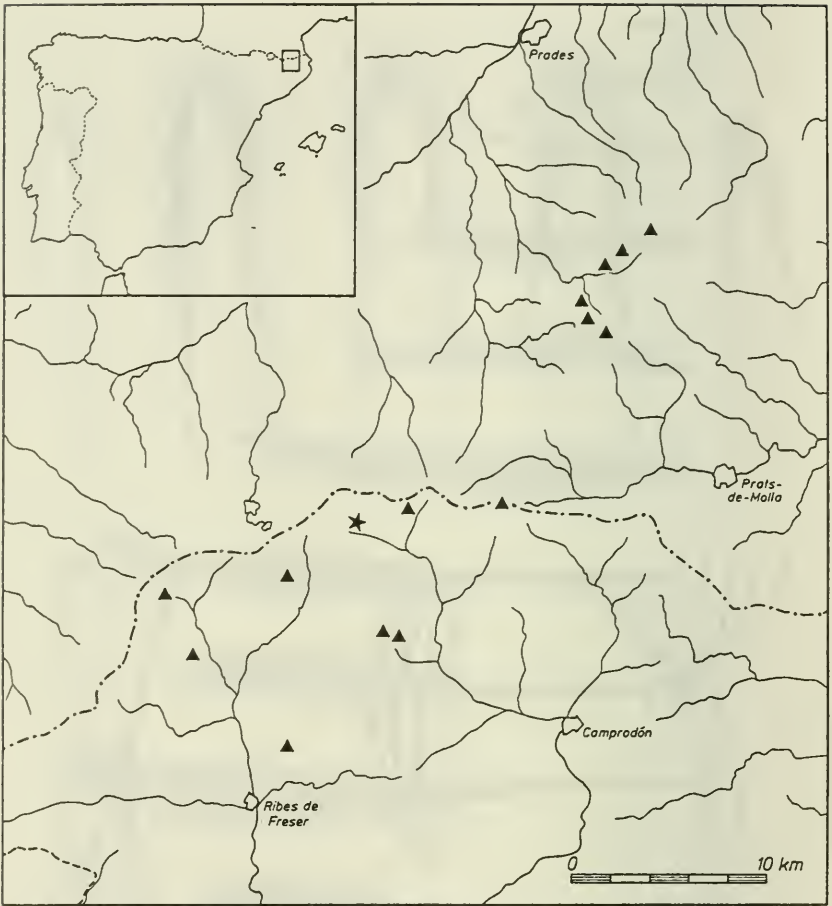 Prades
Prats-
de-Mollo
Camprodón
Ribes de
Freser
0 10 km